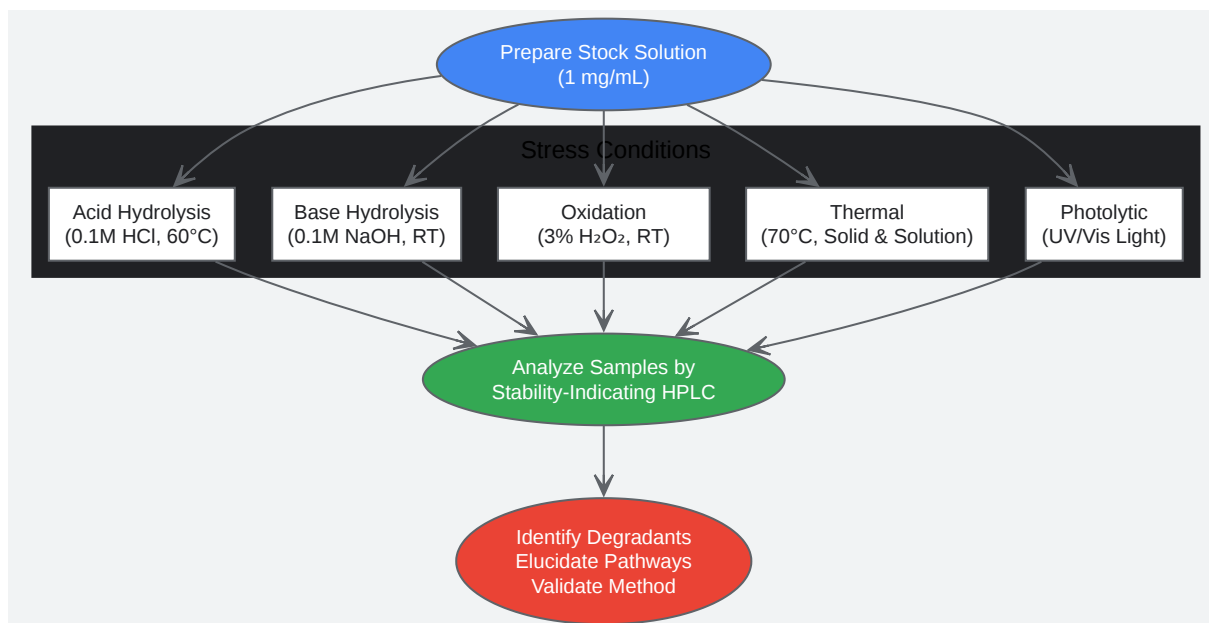 Prepare Stock Solution
(1 mg/mL)
Stress Conditions
Acid Hydrolysis
(0.1M HCl, 60°C)
Base Hydrolysis
(0.1M NaOH, RT)
Oxidation
(3% H₂O₂, RT)
Thermal
(70°C, Solid & Solution)
Photolytic
(UV/Vis Light)
Analyze Samples by
Stability-Indicating HPLC
Identify Degradants
Elucidate Pathways
Validate Method